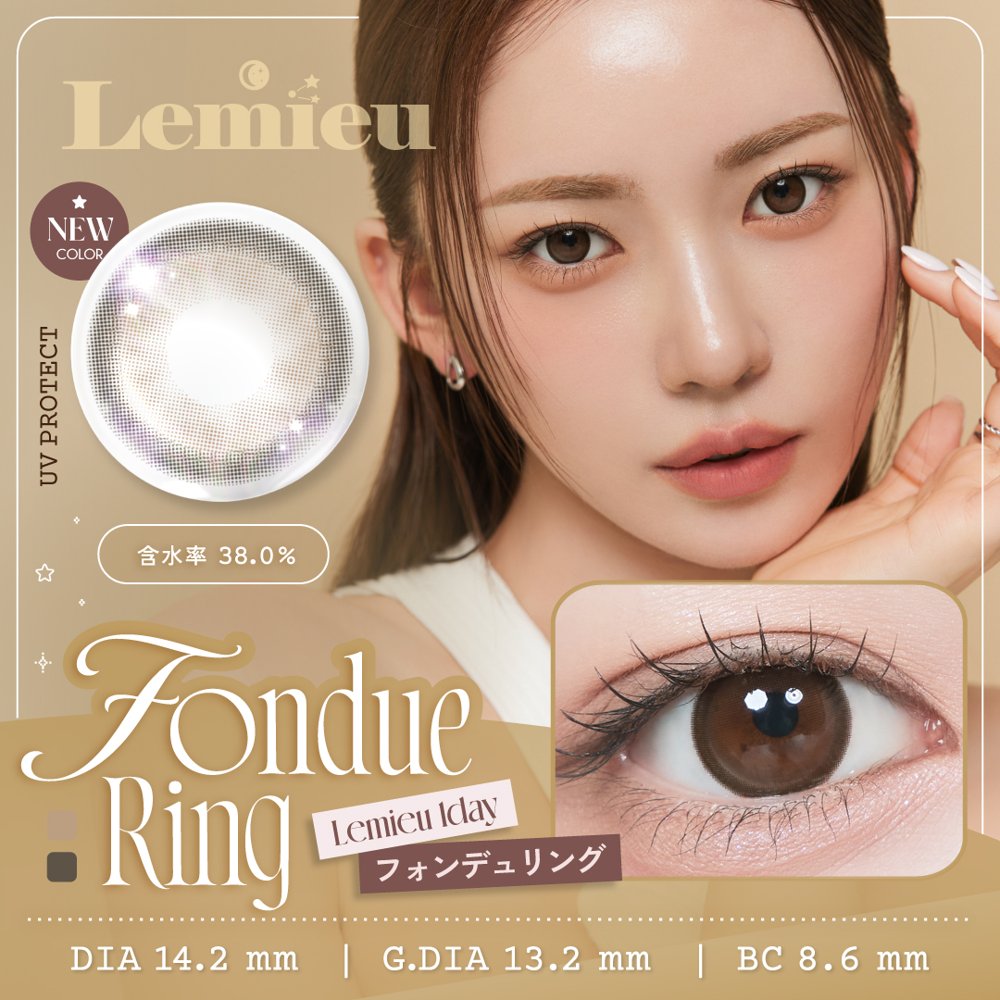 Lemieu
NEW
COLOR
UV PROTECT
含水率 38.0%
Fondue
Ring
Lemieu 1day
フォンデュリング
DIA 14.2 mm | G.DIA 13.2 mm | BC 8.6 mm